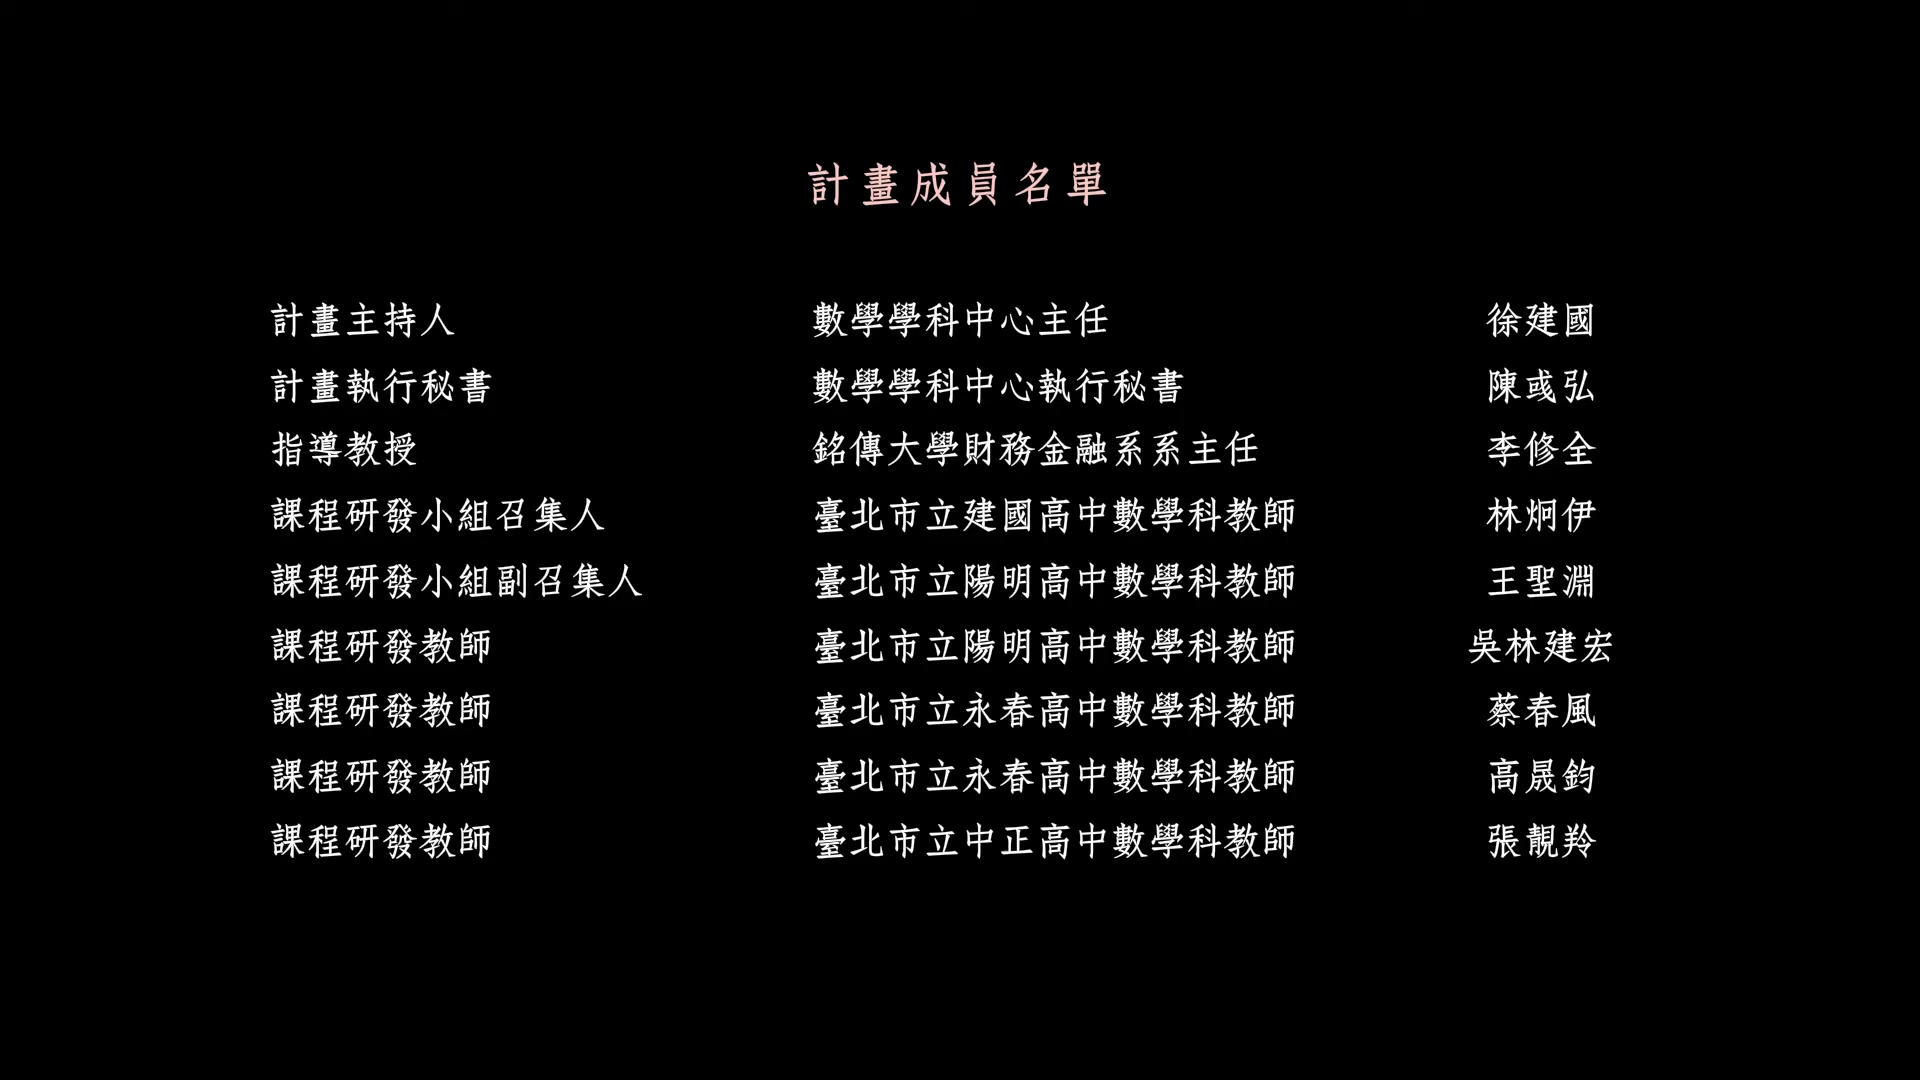 計畫成員名單
計畫主持人 數學學科中心主任 徐建國
計畫執行秘書 數學學科中心執行秘書 陳彧弘
指導教授 銘傳大學財務金融系系主任 李修全
課程研發小組召集人 臺北市立建國高中數學科教師 林炯伊
課程研發小組副召集人 臺北市立陽明高中數學科教師 王聖淵
課程研發教師 臺北市立陽明高中數學科教師 吳林建宏
課程研發教師 臺北市立永春高中數學科教師 蔡春風
課程研發教師 臺北市立永春高中數學科教師 高晟鈞
課程研發教師 臺北市立中正高中數學科教師 張靚羚